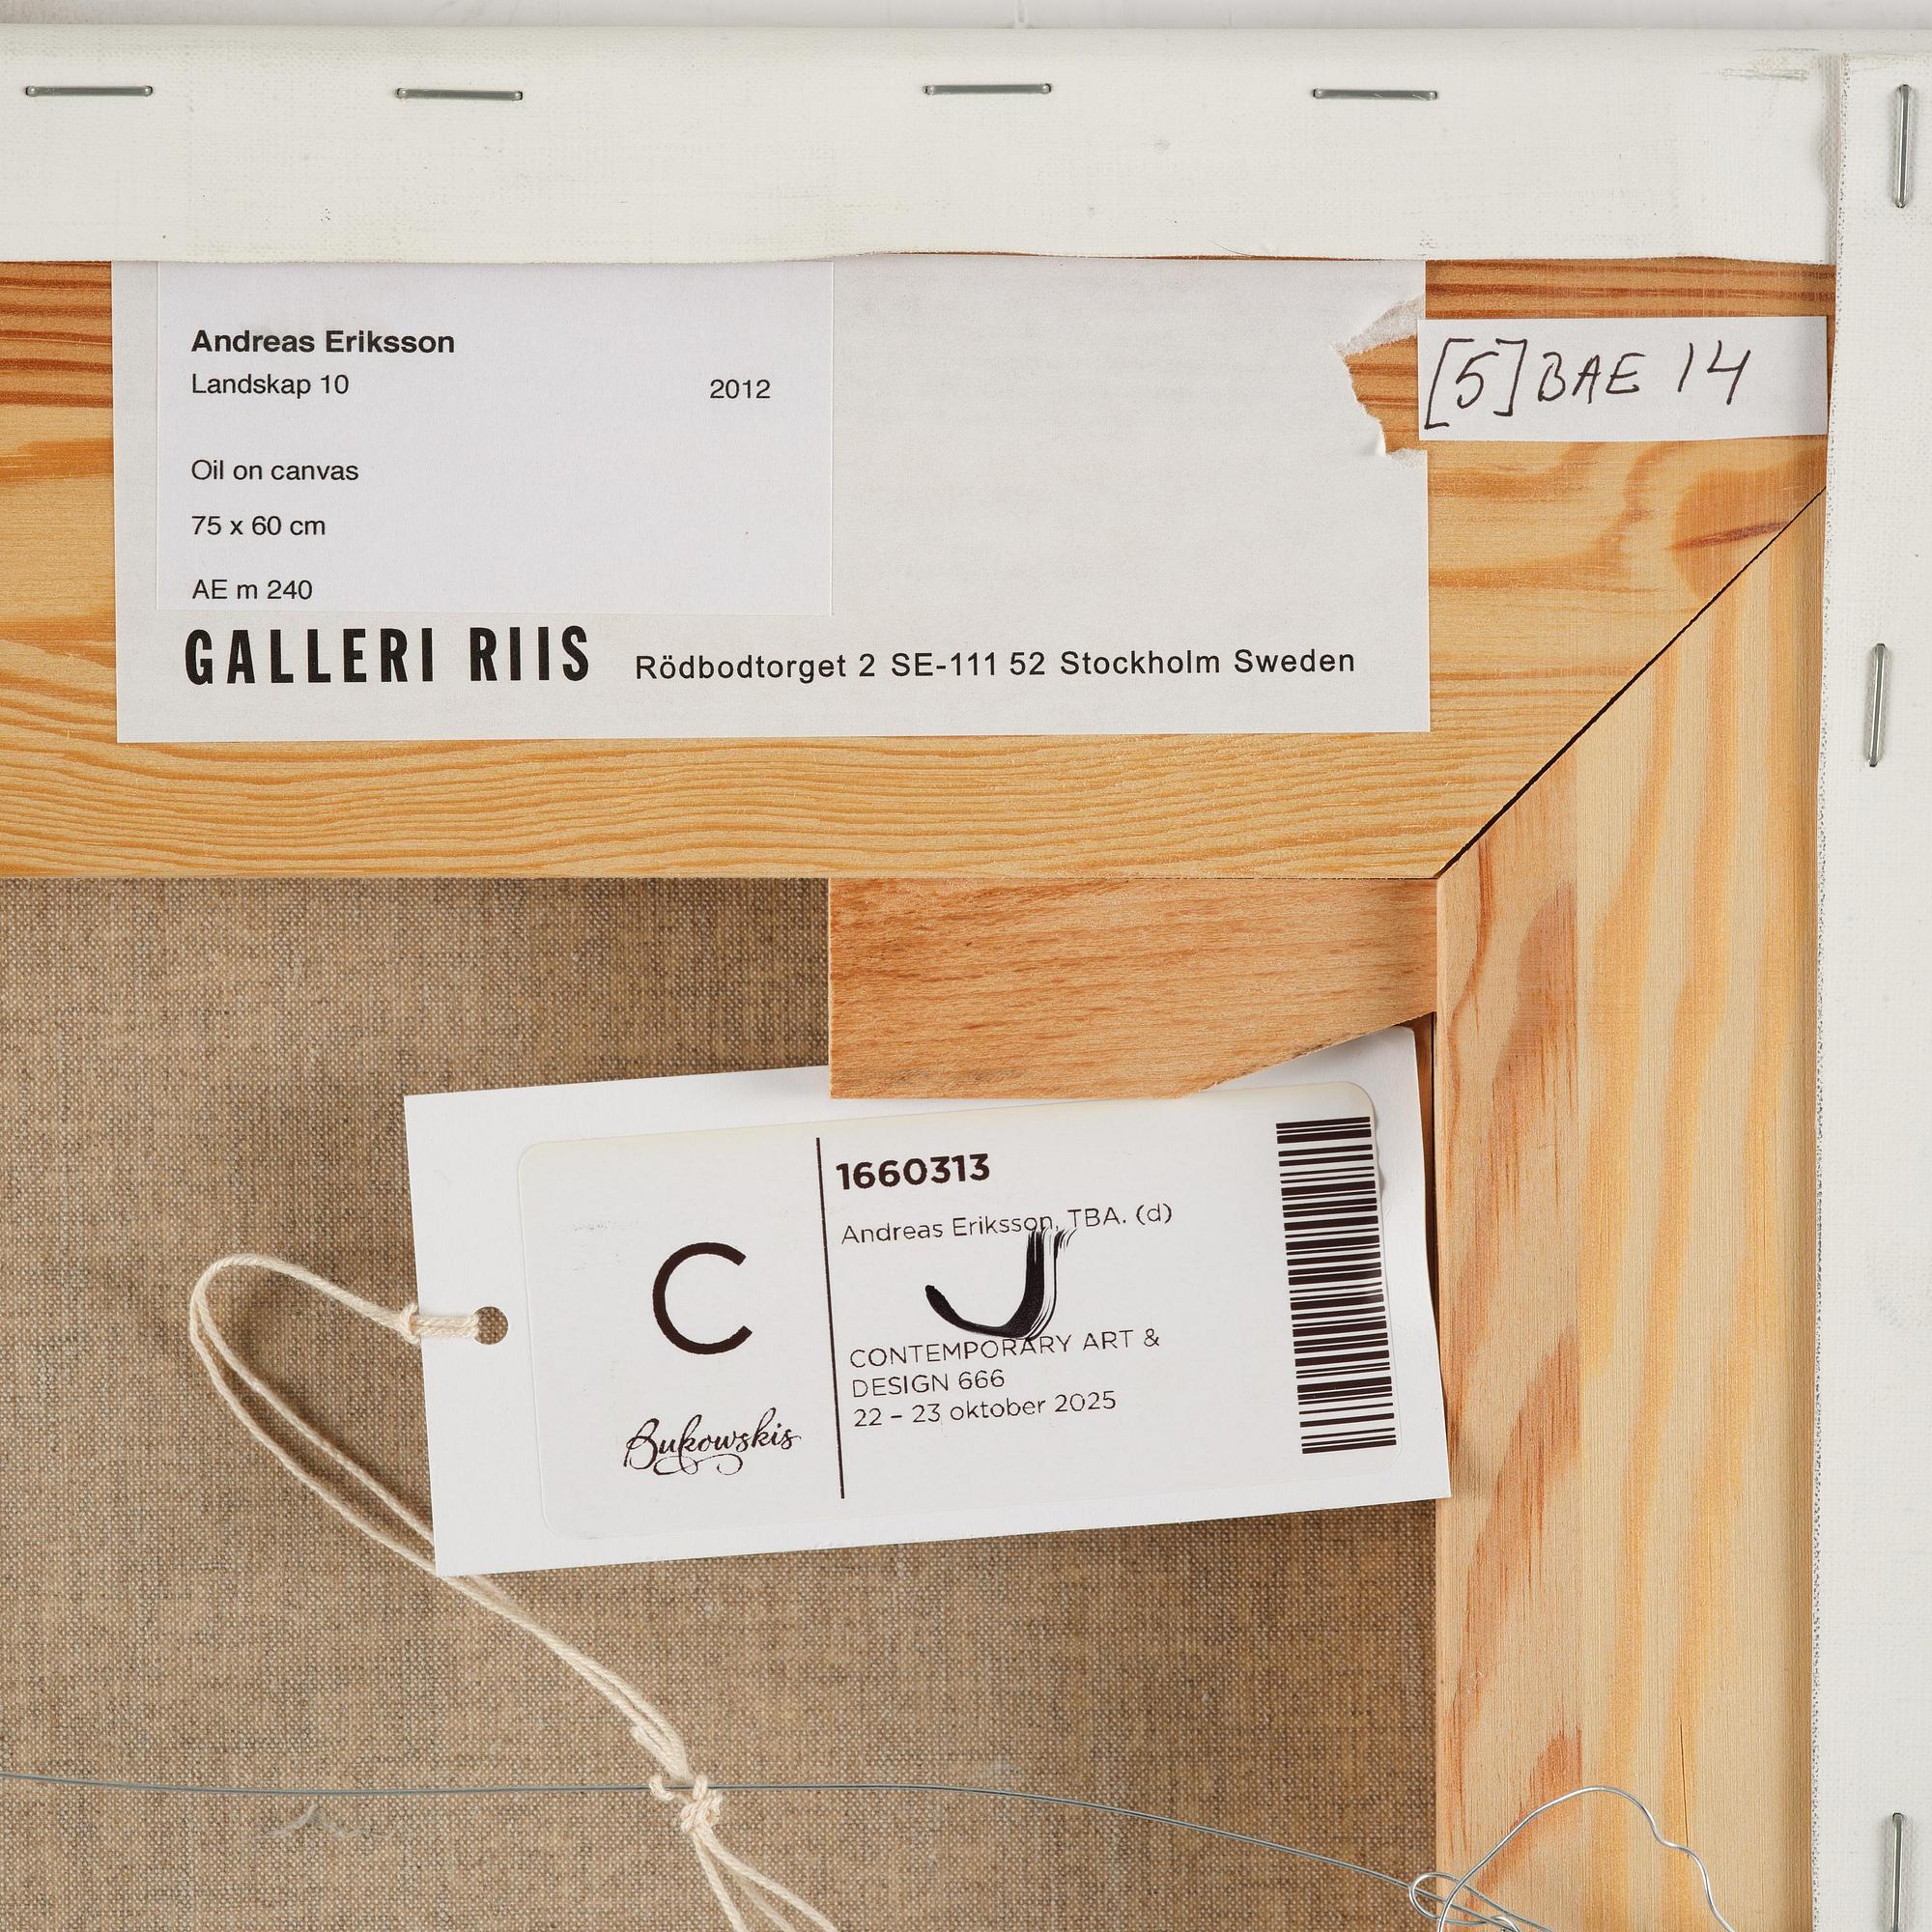 Andreas Eriksson
Landskap 10 2012
Oil on canvas
75 x 60 cm
AE m 240
GALLERI RIIS Rödbodtorget 2 SE-111 52 Stockholm Sweden
[5] BAE 14
C
Bukowskis
1660313
Andreas Eriksson, TBA. (d)
CONTEMPORARY ART &
DESIGN 666
22 – 23 oktober 2025